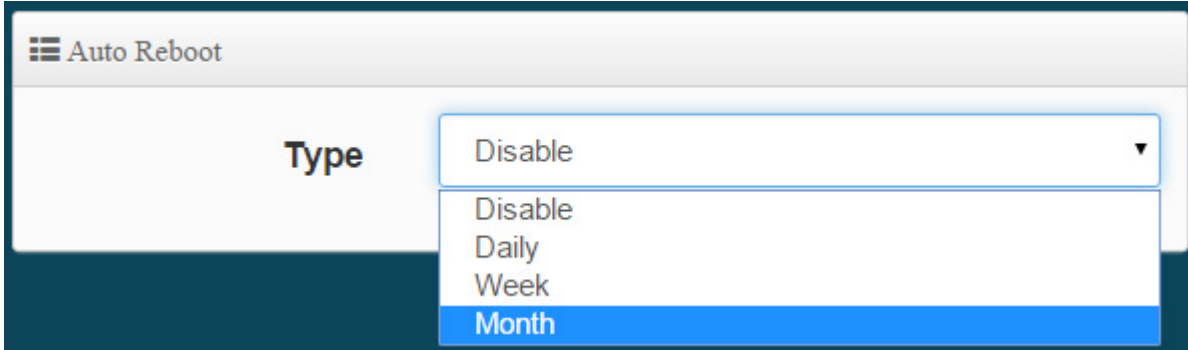 Auto Reboot
Type Disable
Disable
Daily
Week
Month